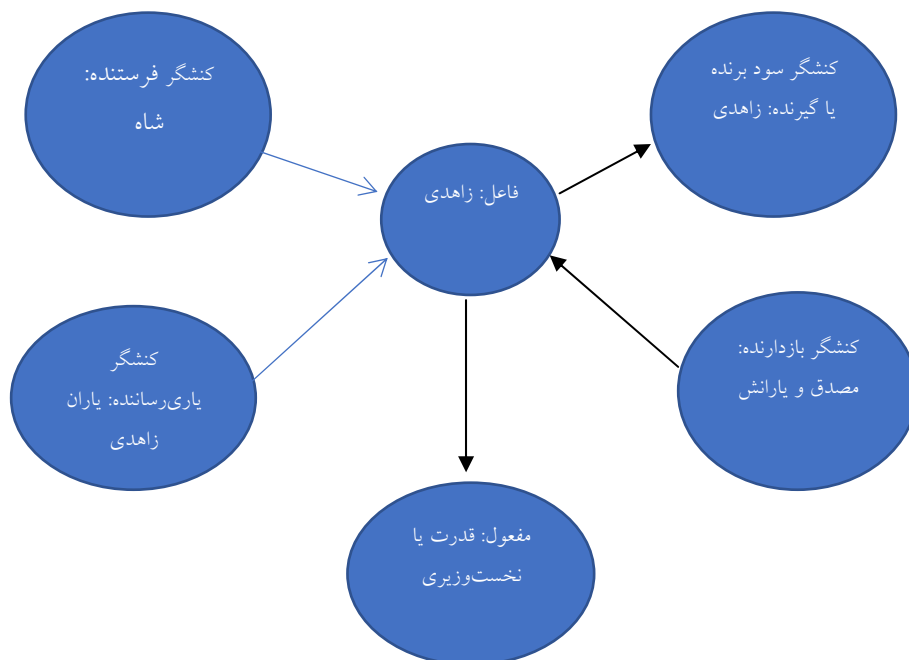 کنشگر فرستنده:
شاه
کنشگر سود برنده
یا گیرنده: زاهدی
فاعل: زاهدی
کنشگر
یاری‌رساننده: یاران
زاهدی
کنشگر بازدارنده:
مصدق و یارانش
مفعول: قدرت یا
نخست‌وزیری